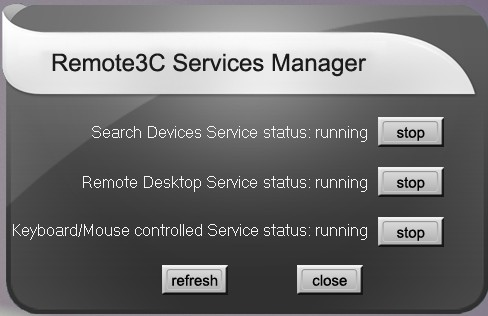 Remote3C Services Manager
Search Devices Service status: running stop
Remote Desktop Service status: running stop
Keyboard/Mouse controlled Service status: running stop
refresh close